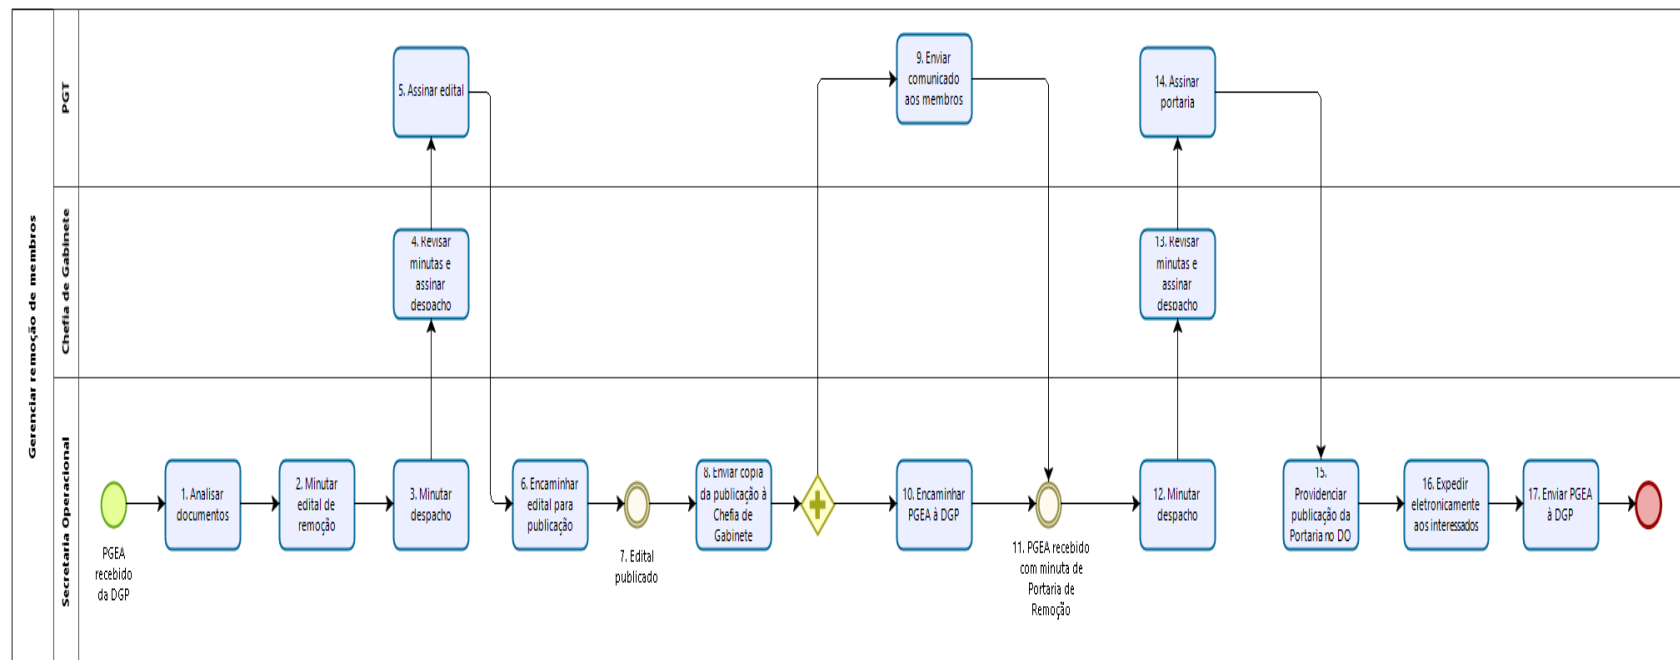 Gerenciar remoção de membros
PGT
Chefia de Gabinete
Secretaria Operacional
PGEA
recebido
da DGP
1. Analisar
documentos
2. Minutar
edital de
remoção
3. Minutar
despacho
4. Revisar
minutas e
assinar
despacho
5. Assinar edital
6. Encaminhar
edital para
publicação
7. Edital
publicado
8. Enviar cópia
da publicação à
Chefia de
Gabinete
9. Enviar
comunicado
aos membros
10. Encaminhar
PGEA à DGP
11. PGEA recebido
com minuta de
Portaria de
Remoção
12. Minutar
despacho
13. Revisar
minutas e
assinar
despacho
14. Assinar
portaria
15.
Providenciar
publicação da
Portaria no DO
16. Expedir
eletronicamente
aos interessados
17. Enviar PGEA
à DGP